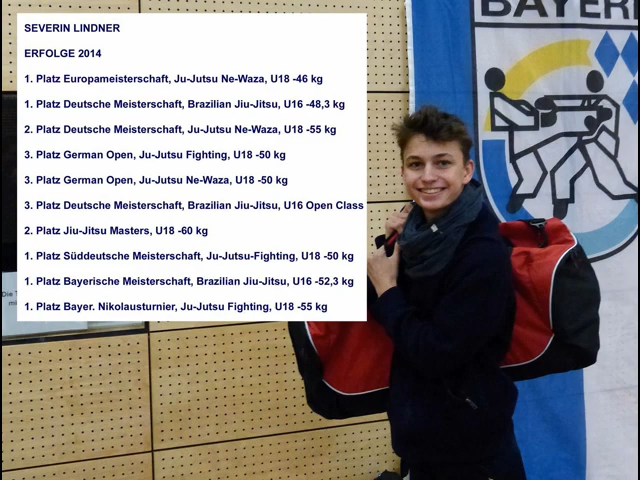 SEVERIN LINDNER
ERFOLGE 2014
1. Platz Europameisterschaft, Ju-Jutsu Ne-Waza, U18 -46 kg
1. Platz Deutsche Meisterschaft, Brazilian Jiu-Jitsu, U16 -48,3 kg
2. Platz Deutsche Meisterschaft, Ju-Jutsu Ne-Waza, U18 -55 kg
3. Platz German Open, Ju-Jutsu Fighting, U18 -50 kg
3. Platz German Open, Ju-Jutsu Ne-Waza, U18 -50 kg
3. Platz Deutsche Meisterschaft, Brazilian Jiu-Jitsu, U16 Open Class
2. Platz Jiu-Jitsu Masters, U18 -60 kg
1. Platz Süddeutsche Meisterschaft, Ju-Jutsu-Fighting, U18 -50 kg
1. Platz Bayerische Meisterschaft, Brazilian Jiu-Jitsu, U16 -52,3 kg
1. Platz Bayer. Nikolausturnier, Ju-Jutsu Fighting, U18 -55 kg
BAYER